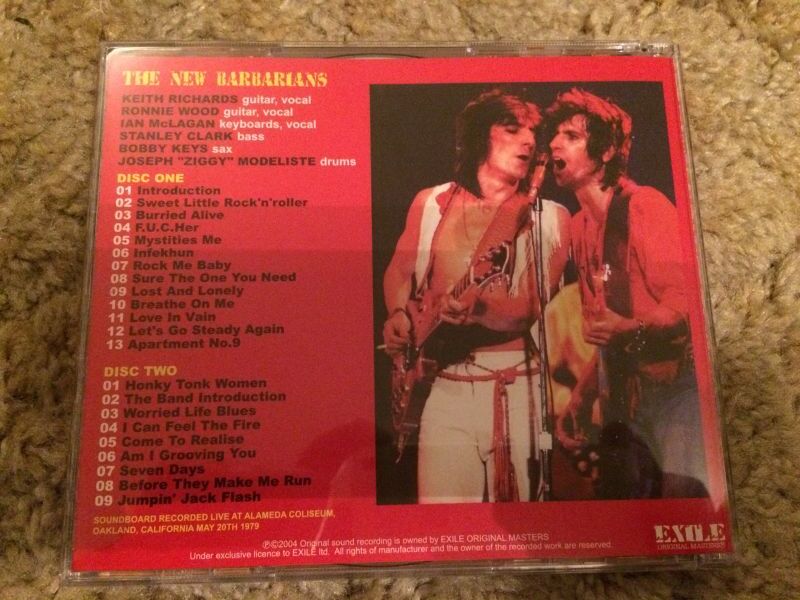 THE NEW BARBARIANS
KEITH RICHARDS guitar, vocal
RONNIE WOOD guitar, vocal
IAN McLAGAN keyboards, vocal
STANLEY CLARK bass
BOBBY KEYS sax
JOSEPH "ZIGGY" MODELISTE drums
DISC ONE
01 Introduction
02 Sweet Little Rock'n'roller
03 Burried Alive
04 F.U.C.Her
05 Mystities Me
06 Infekhun
07 Rock Me Baby
08 Sure The One You Need
09 Lost And Lonely
10 Breathe On Me
11 Love In Vain
12 Let's Go Steady Again
13 Apartment No.9
DISC TWO
01 Honky Tonk Women
02 The Band Introduction
03 Worried Life Blues
04 I Can Feel The Fire
05 Come To Realise
06 Am I Grooving You
07 Seven Days
08 Before They Make Me Run
09 Jumpin' Jack Flash
SOUNDBOARD RECORDED LIVE AT ALAMEDA COLISEUM,
OAKLAND, CALIFORNIA MAY 20TH 1979
℗©2004 Original sound recording is owned by EXILE ORIGINAL MASTERS
Under exclusive licence to EXILE ltd. All rights of manufacturer and the owner of the recorded work are reserved.
EXILE
ORIGINAL MASTERS